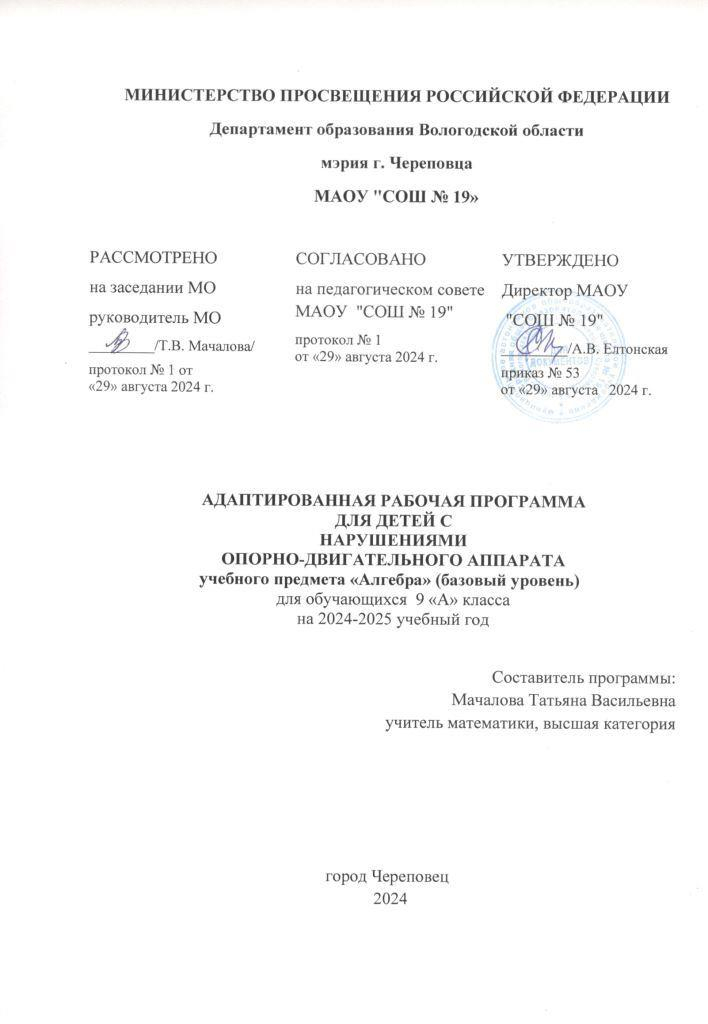 МИНИСТЕРСТВО ПРОСВЕЩЕНИЯ РОССИЙСКОЙ ФЕДЕРАЦИИ
Департамент образования Вологодской области
мэрия г. Череповца
МАОУ "СОШ № 19»
РАССМОТРЕНО
на заседании МО
руководитель МО
/Т.В. Мачалова/
протокол № 1 от
«29» августа 2024 г.
СОГЛАСОВАНО
на педагогическом совете
МАОУ "СОШ № 19"
протокол № 1
от «29» августа 2024 г.
УТВЕРЖДЕНО
Директор МАОУ
"СОШ № 19"
/А.В. Елтонская
приказ № 53
от «29» августа 2024 г.
ДОКУМЕНТОВ
АДАПТИРОВАННАЯ РАБОЧАЯ ПРОГРАММА
ДЛЯ ДЕТЕЙ С
НАРУШЕНИЯМИ
ОПОРНО-ДВИГАТЕЛЬНОГО АППАРАТА
учебного предмета «Алгебра» (базовый уровень)
для обучающихся 9 «А» класса
на 2024-2025 учебный год
Составитель программы:
Мачалова Татьяна Васильевна
учитель математики, высшая категория
город Череповец
2024